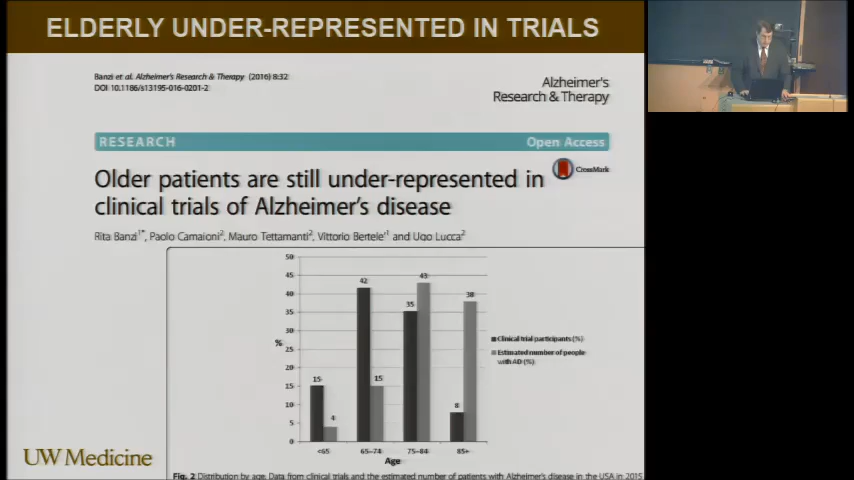 ELDERLY UNDER-REPRESENTED IN TRIALS
Banzi et al. Alzheimer's Research & Therapy (2016) 8:32
DOI 10.1186/s13195-016-0201-2
Alzheimer's
Research & Therapy
RESEARCH
Open Access
Older patients are still under-represented in
clinical trials of Alzheimer's disease
CrossMark
Rita Banzi1*, Paolo Camaioni2, Mauro Tettamanti2, Vittorio Bertele'1 and Ugo Lucca2
50
45
40
35
30
25
20
15
10
5
0
%
15
4
42
15
35
43
8
38
<65
65–74
75–84
85+
Age
Clinical trial participants (%)
Estimated number of people
with AD (%)
UW Medicine
Fig. 2 Distribution by age. Data from clinical trials and the estimated number of patients with Alzheimer's disease in the USA in 2015